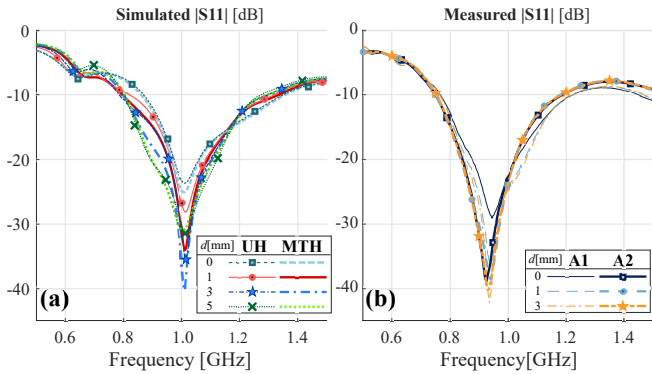 Simulated |S11| [dB]
0
-10
-20
-30
-40
0.6 0.8 1.0 1.2 1.4
Frequency [GHz]
(a)
d[mm] UH MTH
0
1
3
5
Measured |S11| [dB]
0
-10
-20
-30
-40
0.6 0.8 1.0 1.2 1.4
Frequency[GHz]
(b)
d[mm] A1 A2
0
1
3